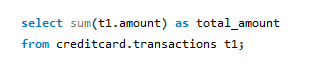 select sum(t1.amount) as total_amount
from creditcard.transactions t1;